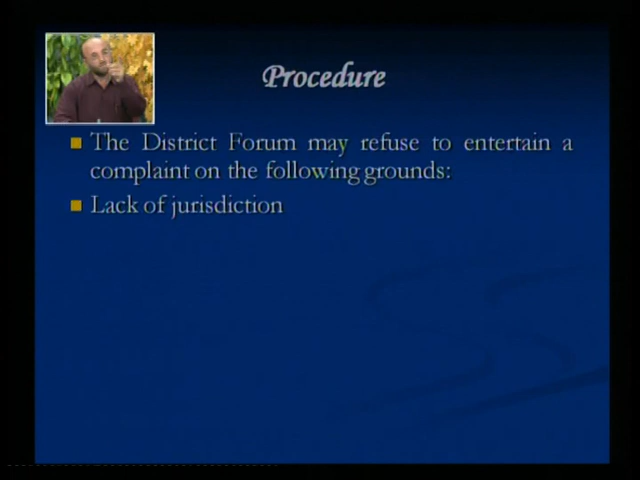 Procedure
The District Forum may refuse to entertain a
complaint on the following grounds:
Lack of jurisdiction